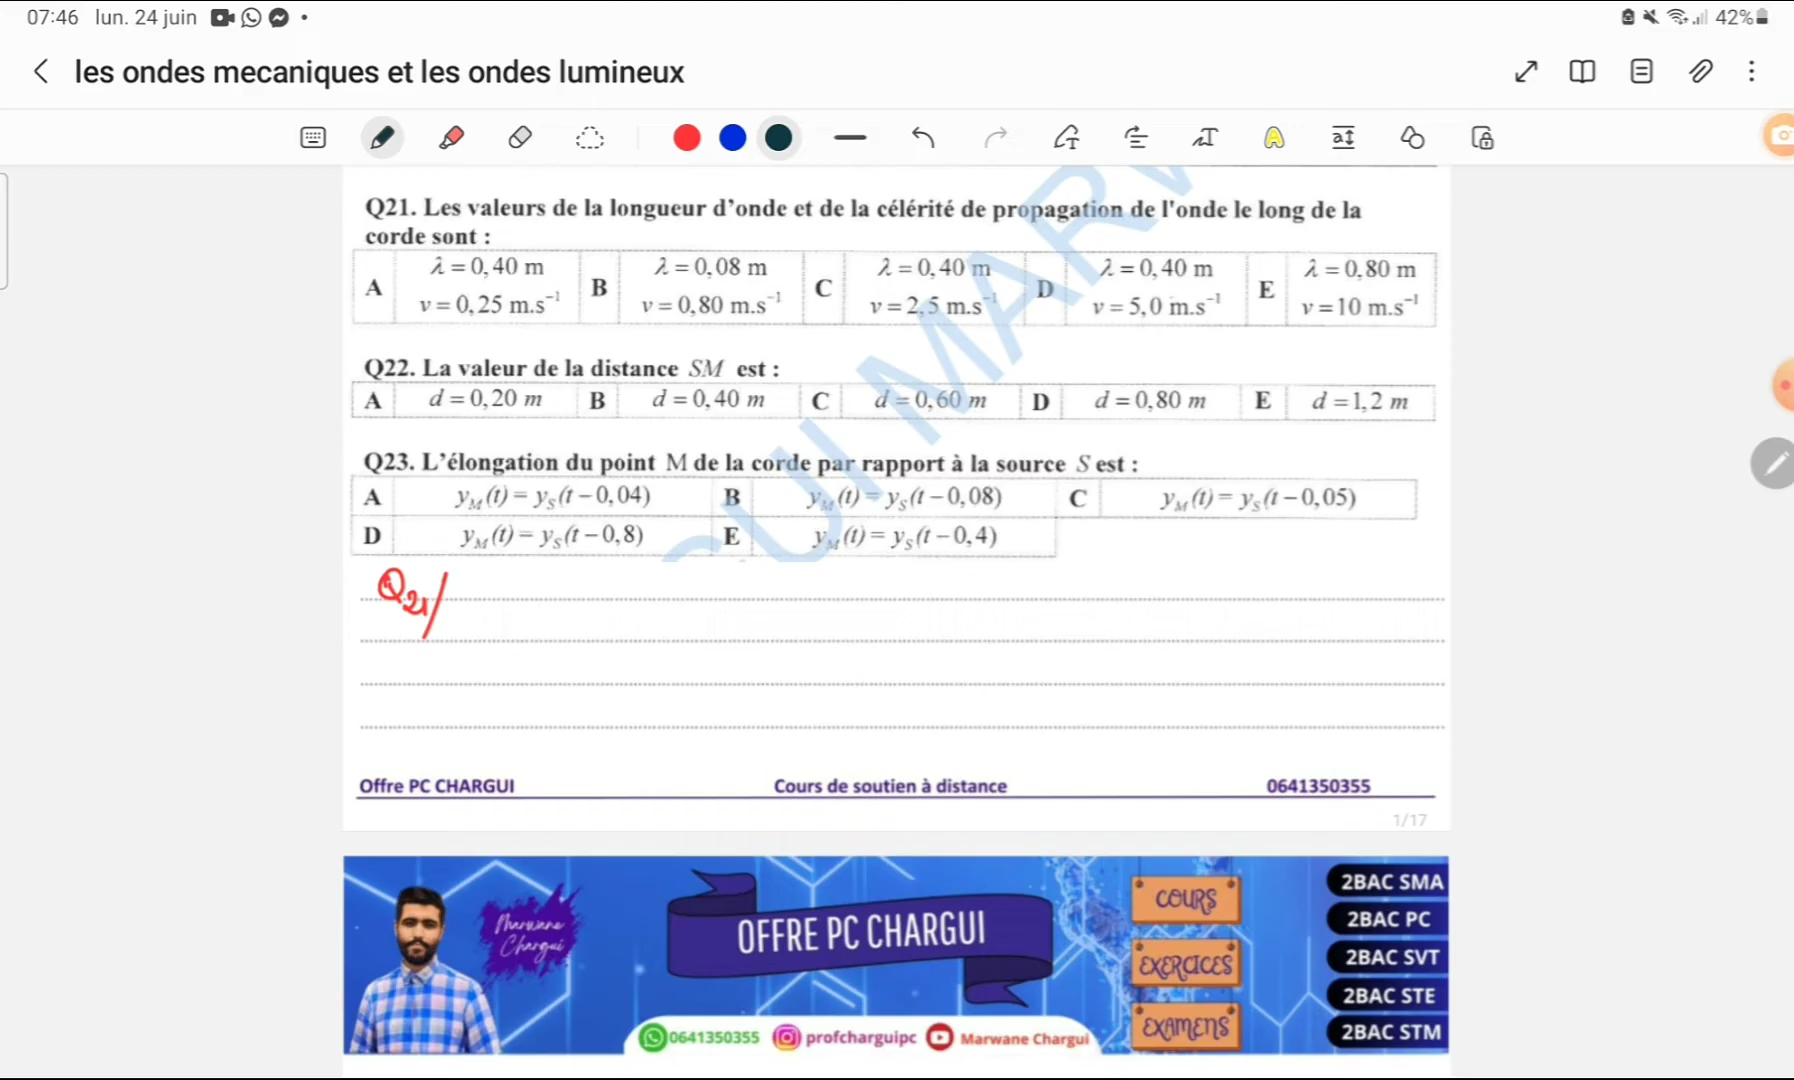 07:46 lun. 24 juin
42%
les ondes mecaniques et les ondes lumineux
Q21. Les valeurs de la longueur d’onde et de la célérité de propagation de l'onde le long de la
corde sont :
A λ = 0,40 m v = 0,25 m.s⁻¹ B λ = 0,08 m v = 0,80 m.s⁻¹ C λ = 0,40 m v = 2,5 m.s⁻¹ D λ = 0,40 m v = 5,0 m.s⁻¹ E λ = 0,80 m v = 10 m.s⁻¹
Q22. La valeur de la distance SM est :
A d = 0,20 m B d = 0,40 m C d = 0,60 m D d = 0,80 m E d = 1,2 m
Q23. L’élongation du point M de la corde par rapport à la source S est :
A y_M(t) = y_S(t − 0,04) B y_M(t) = y_S(t − 0,08) C y_M(t) = y_S(t − 0,05)
D y_M(t) = y_S(t − 0,8) E y_M(t) = y_S(t − 0,4)
GUI MARW
Q21/
Offre PC CHARGUI Cours de soutien à distance 0641350355
1/17
Marwane
Chargui
OFFRE PC CHARGUI
COURS
EXERCICES
EXAMENS
2BAC SMA
2BAC PC
2BAC SVT
2BAC STE
2BAC STM
0641350355 profcharguipc Marwane Chargui